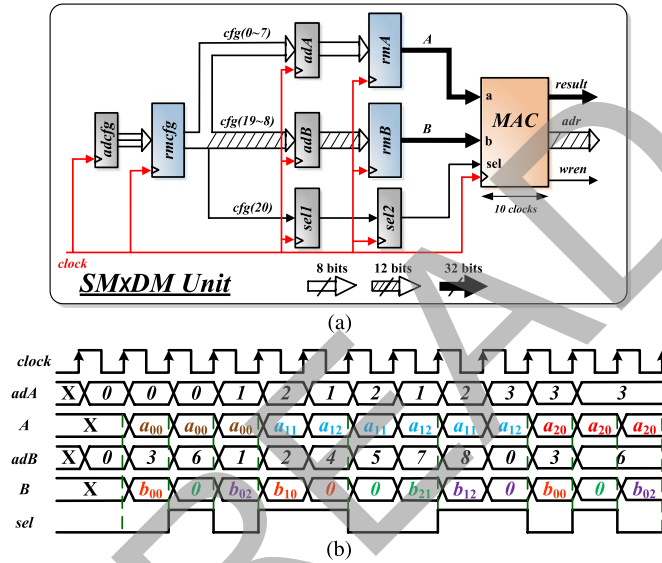 cfg(0~7)
adA
rmA
A
result
a
MAC
cfg(19~8)
adcfg
rmcfg
adB
rmB
B
b
adr
sel
wren
cfg(20)
sel1
sel2
10 clocks
clock
SMxDM Unit
8 bits
12 bits
32 bits
(a)
clock
adA X 0 0 0 1 2 1 2 1 2 3 3 3
A X a00 a00 a00 a11 a12 a11 a12 a11 a12 a20 a20 a20
adB X 0 3 6 1 2 4 5 7 8 0 3 6
B X b00 0 b02 b10 0 0 b21 b12 0 b00 0 b02
sel
(b)